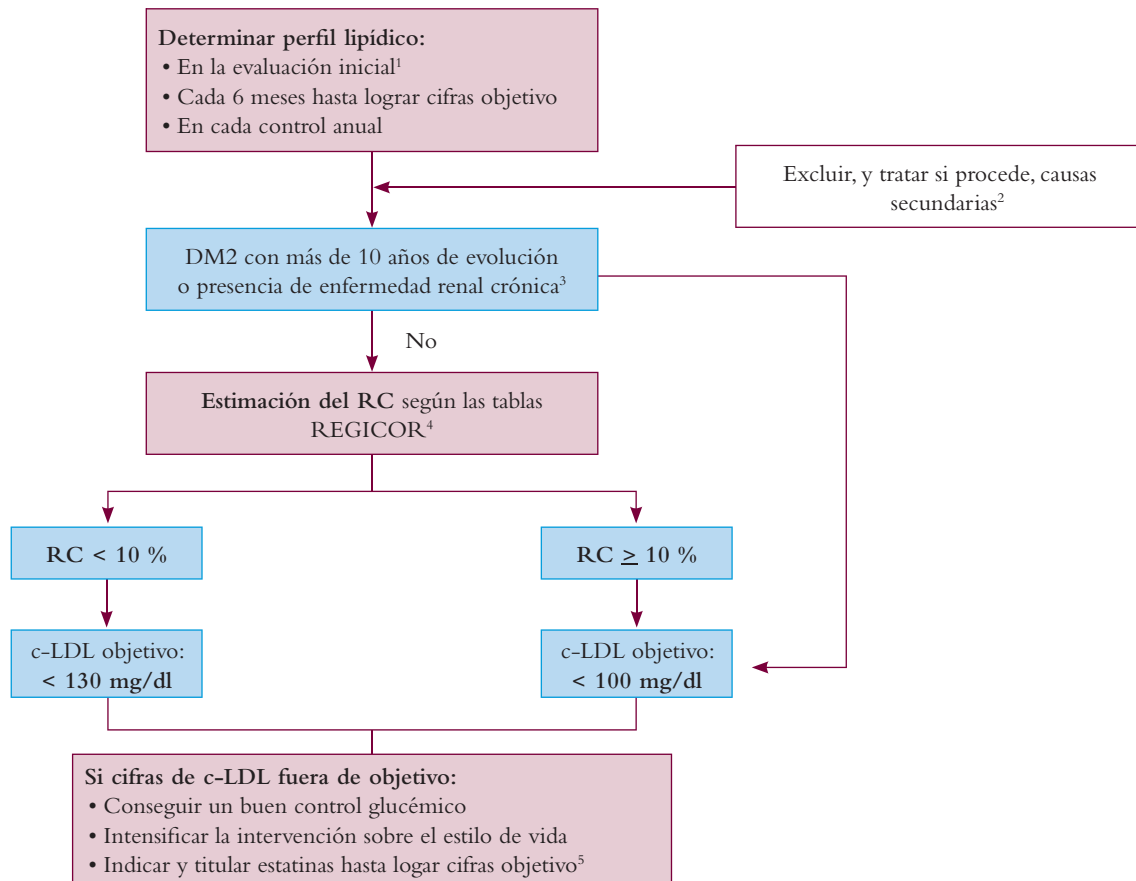 Determinar perfil lipídico:
• En la evaluación inicial¹
• Cada 6 meses hasta lograr cifras objetivo
• En cada control anual
Excluir, y tratar si procede, causas
secundarias²
DM2 con más de 10 años de evolución
o presencia de enfermedad renal crónica³
No
Estimación del RC según las tablas
REGICOR⁴
RC < 10 %
RC ≥ 10 %
c-LDL objetivo:
< 130 mg/dl
c-LDL objetivo:
< 100 mg/dl
Si cifras de c-LDL fuera de objetivo:
• Conseguir un buen control glucémico
• Intensificar la intervención sobre el estilo de vida
• Indicar y titular estatinas hasta logar cifras objetivo⁵